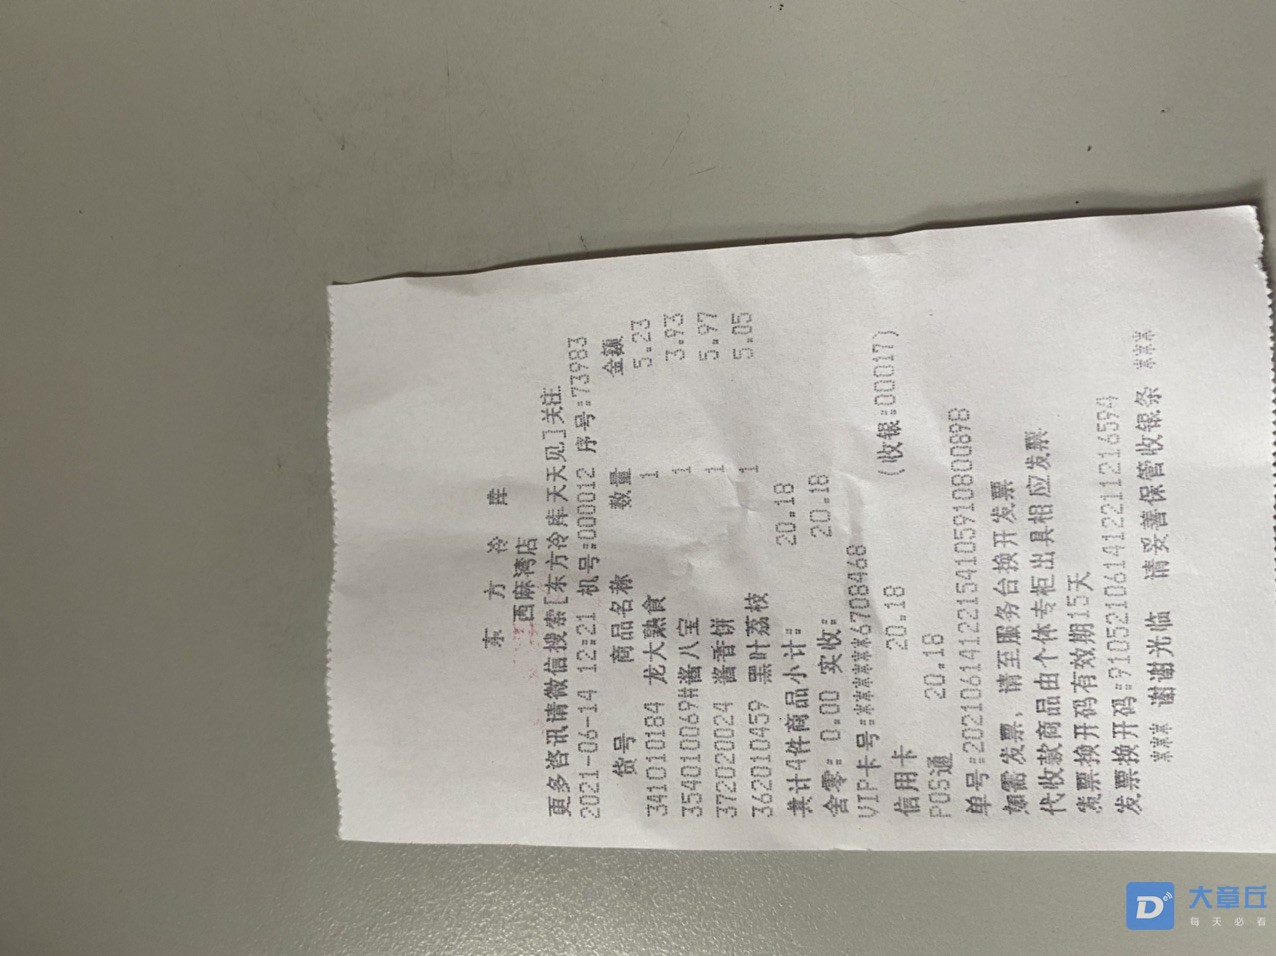 东 方 冷 库
西麻湾店
更多咨讯请微信搜索[东方冷库天天见]关注.
2021-06-14 12:21 机号:000012 序号:73983
货号 商品名称 数量 金额
341010184 龙大熟食 1 5.23
354010069#酱八宝 1 3.93
372020024 酱香饼 1 5.97
362010459 黑叶荔枝 1 5.05
共计4件商品小计: 20.18
舍零: 0.00 实收: 20.18
VIP卡号:******6708468
信用卡 20.18 (收银:00017)
POS通 20.18
单号:20210614122154105910800898
如需发票, 请至服务台换开发票
代收款商品由个体专柜出具相应发票
发票换开码有效期15天
发票换开码:91052106141221121216594
*** 谢谢光临 请妥善保管收银条 ***
大章丘
每天必看